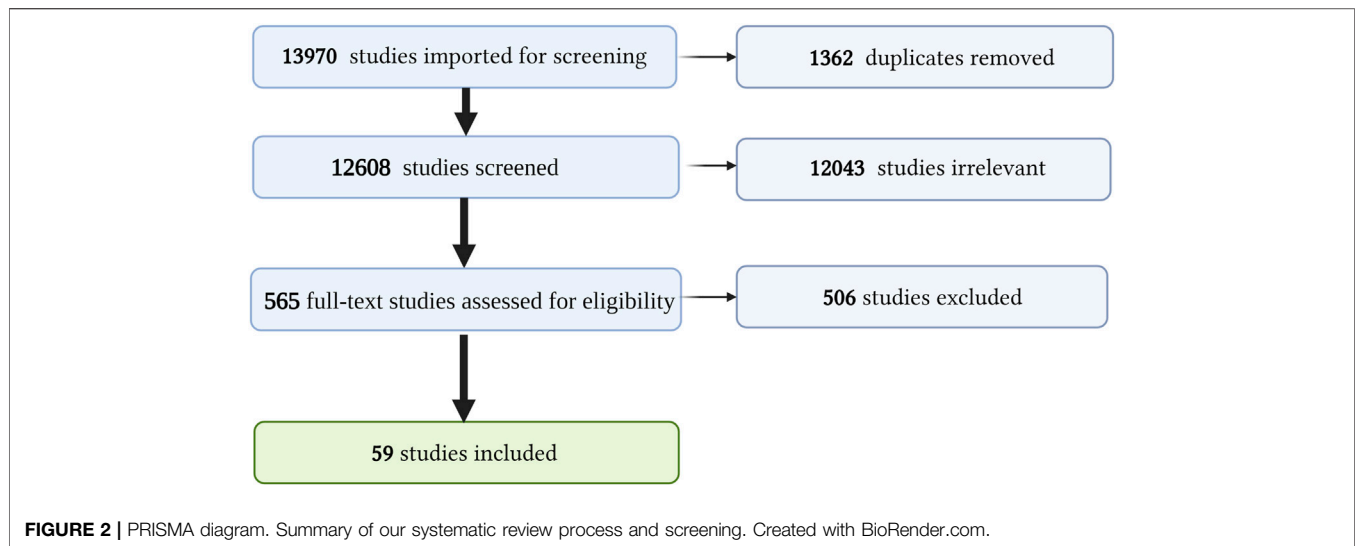 13970 studies imported for screening
1362 duplicates removed
12608 studies screened
12043 studies irrelevant
565 full-text studies assessed for eligibility
506 studies excluded
59 studies included
FIGURE 2 | PRISMA diagram. Summary of our systematic review process and screening. Created with BioRender.com.